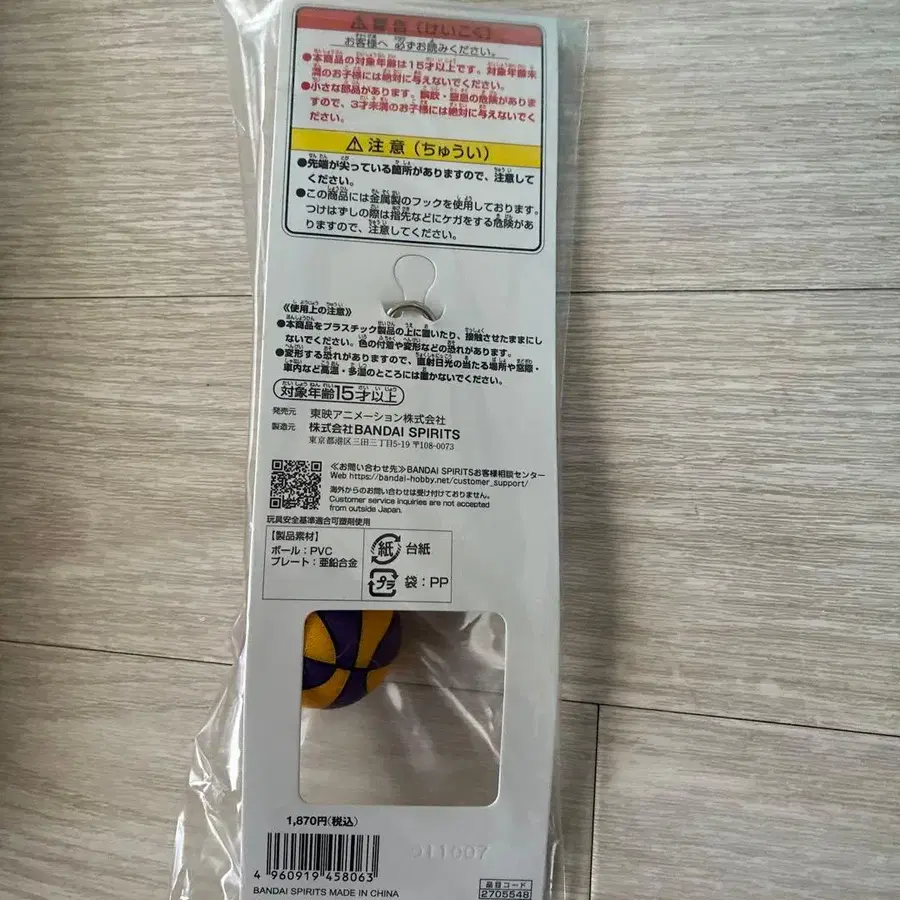 ⚠警告（けいこく）
お客様へ 必ずお読みください。
●本商品の対象年齢は15才以上です。対象年齢未
満のお子様には絶対に与えないでください。
●小さな部品があります。誤飲・窒息の危険がありま
すので、3才未満のお子様には絶対に与えないでくだ
さい。
⚠注意（ちゅうい）
●先端が尖っている箇所がありますので、注意して
ください。
●この商品には金属製のフックを使用しております。
つけはずしの際は指先などにケガをする危険があ
りますので、注意してください。
《使用上の注意》
●本商品をプラスチック製品の上に置いたり、接触させたままにし
ないでください。色の付着や変形などの恐れがあります。
●変形する恐れがありますので、直射日光の当たる場所や窓際・
車内など高温・多湿のところには置かないでください。
対象年齢15才以上
発売元 東映アニメーション株式会社
製造元 株式会社BANDAI SPIRITS
東京都港区三田三丁目5-19 〒108-0073
≪お問い合わせ先≫BANDAI SPIRITSお客様相談センター
Web https://bandai-hobby.net/customer_support/
海外からのお問い合わせは受け付けておりません。
Customer service inquiries are not accepted
from outside Japan.
玩具安全基準適合可塑剤使用
【製品素材】
ボール：PVC
プレート：亜鉛合金
紙 台紙
プラ 袋：PP
1,870円(税込)
4 960919 458063
BANDAI SPIRITS MADE IN CHINA
品目コード
2705548